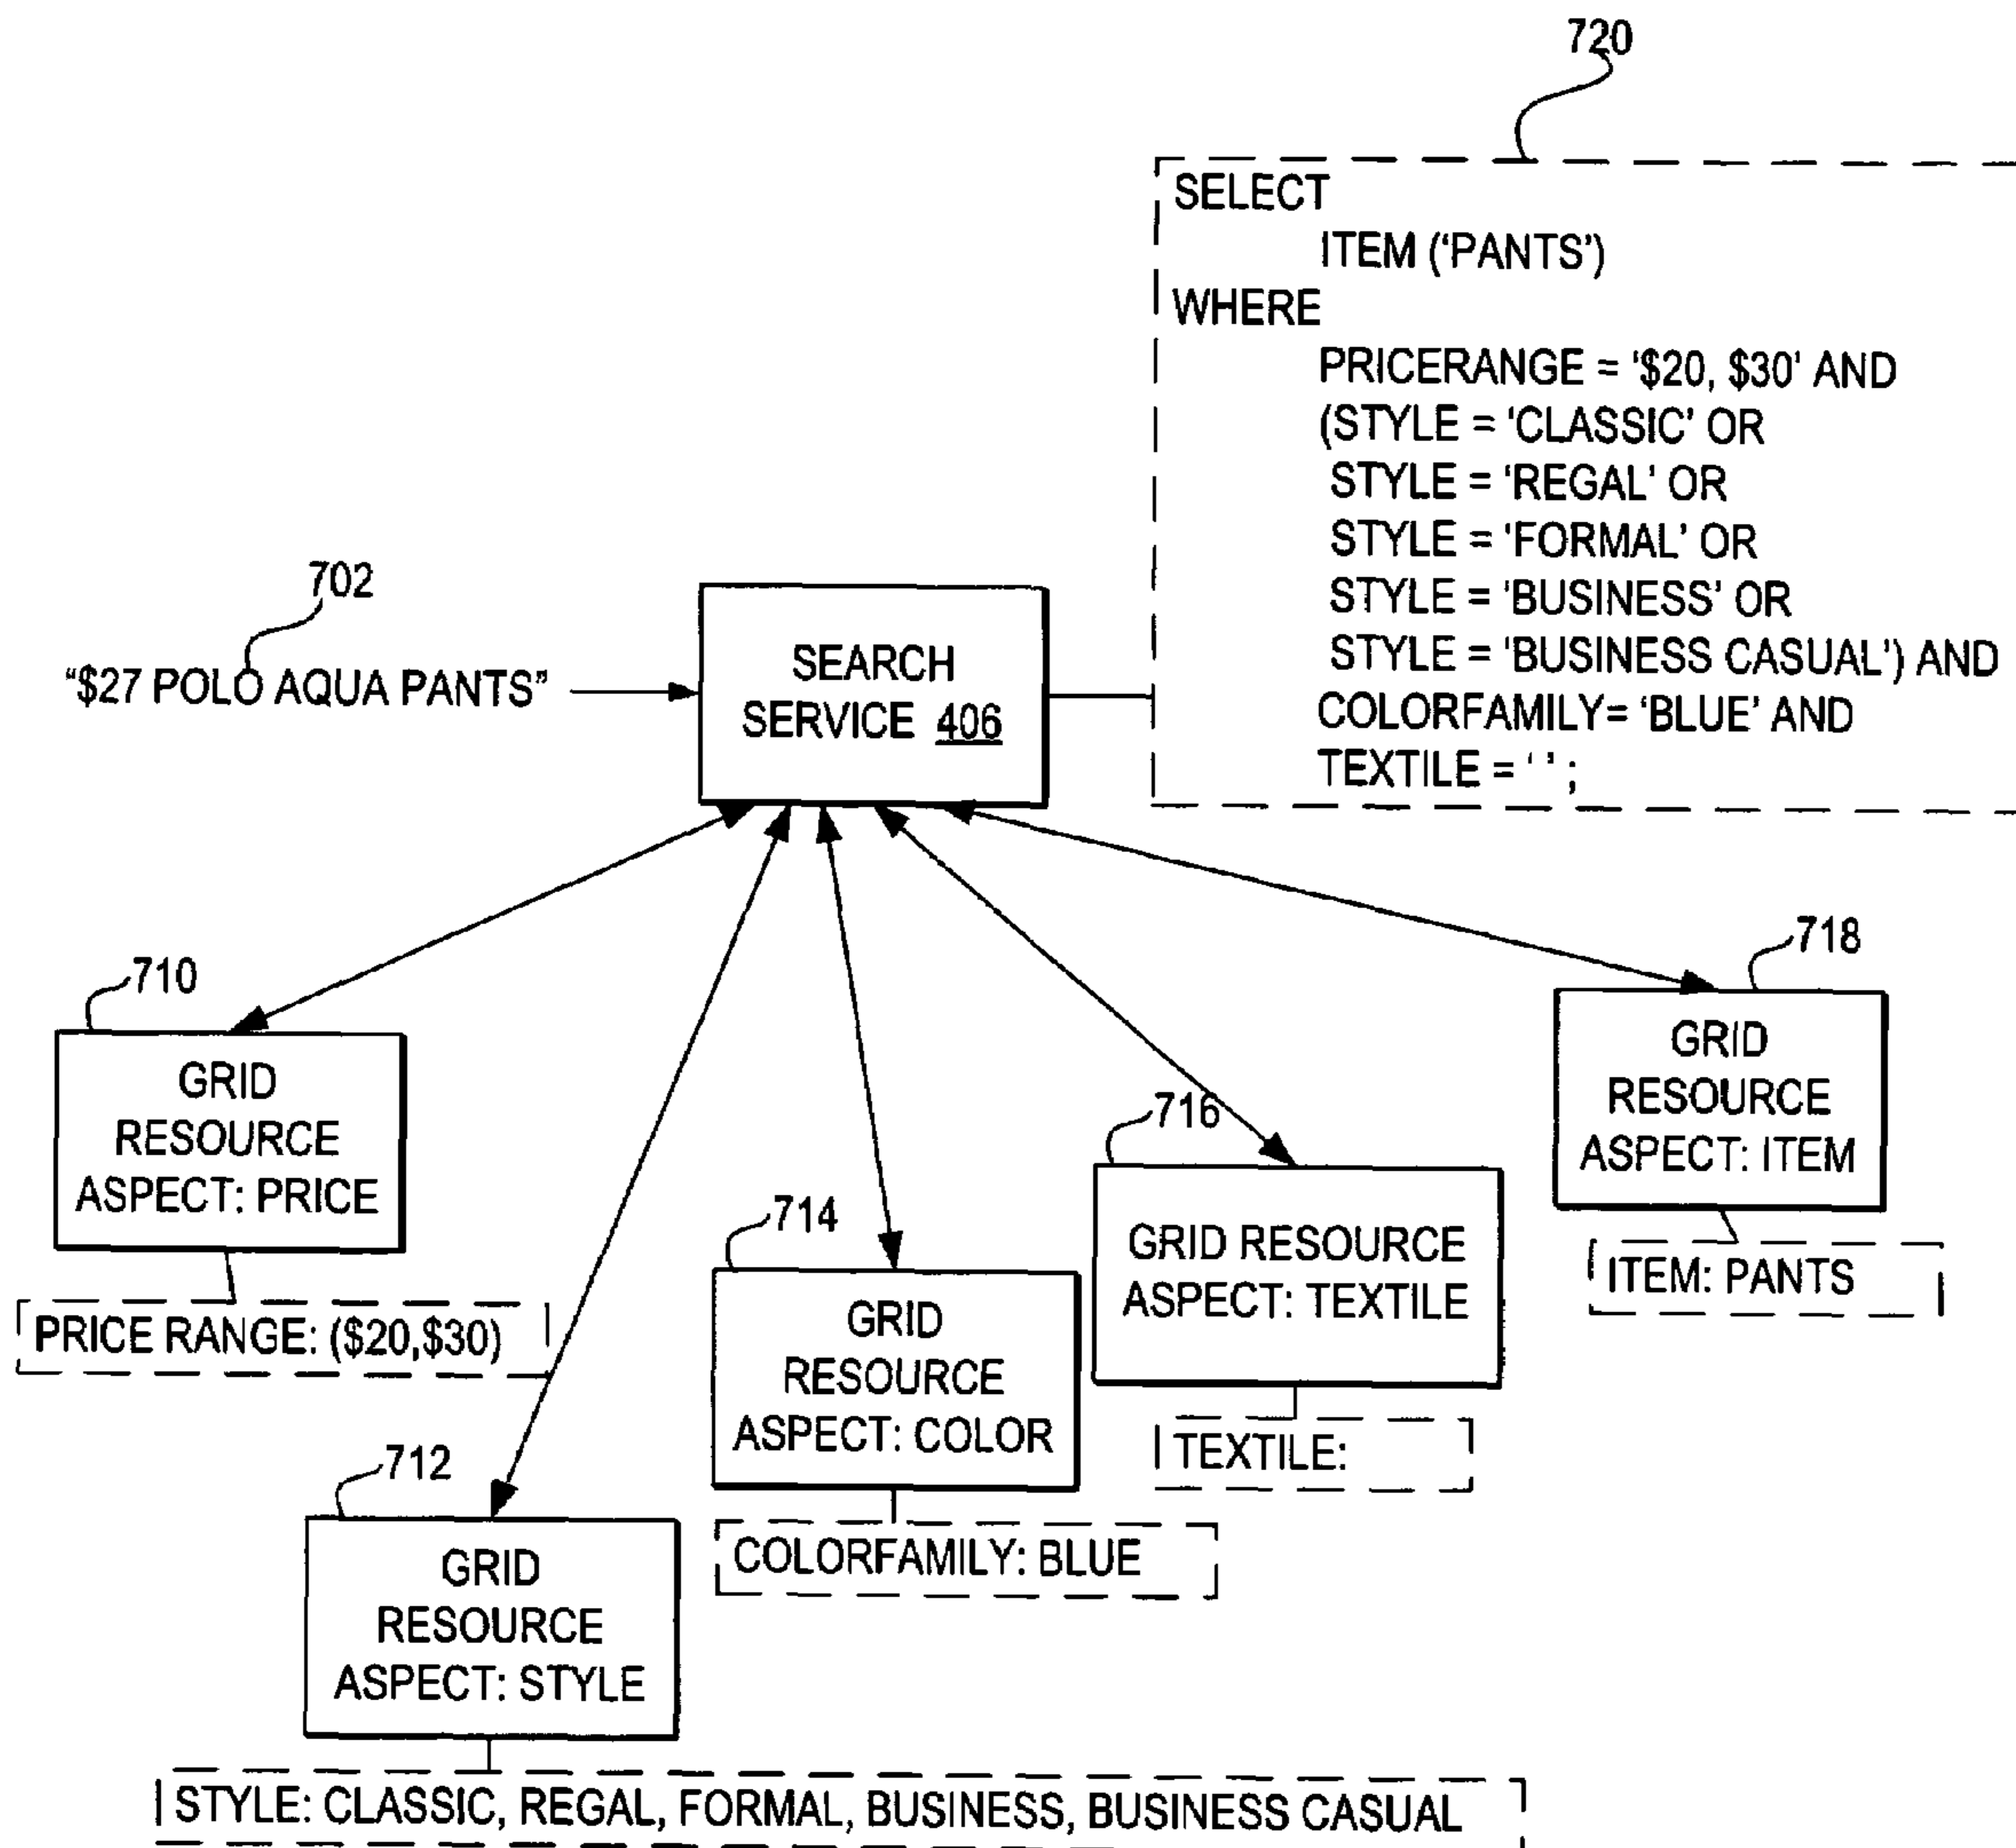 720
SELECT
ITEM (‘PANTS’)
WHERE
PRICERANGE = ‘$20, $30’ AND
(STYLE = ‘CLASSIC’ OR
STYLE = ‘REGAL’ OR
STYLE = ‘FORMAL’ OR
STYLE = ‘BUSINESS’ OR
STYLE = ‘BUSINESS CASUAL’) AND
COLORFAMILY= ‘BLUE’ AND
TEXTILE = ‘ ’ ;
702
“$27 POLO AQUA PANTS”
SEARCH
SERVICE 406
710
GRID
RESOURCE
ASPECT: PRICE
PRICE RANGE: ($20,$30)
712
GRID
RESOURCE
ASPECT: STYLE
STYLE: CLASSIC, REGAL, FORMAL, BUSINESS, BUSINESS CASUAL
714
GRID
RESOURCE
ASPECT: COLOR
COLORFAMILY: BLUE
716
GRID RESOURCE
ASPECT: TEXTILE
TEXTILE:
718
GRID
RESOURCE
ASPECT: ITEM
ITEM: PANTS